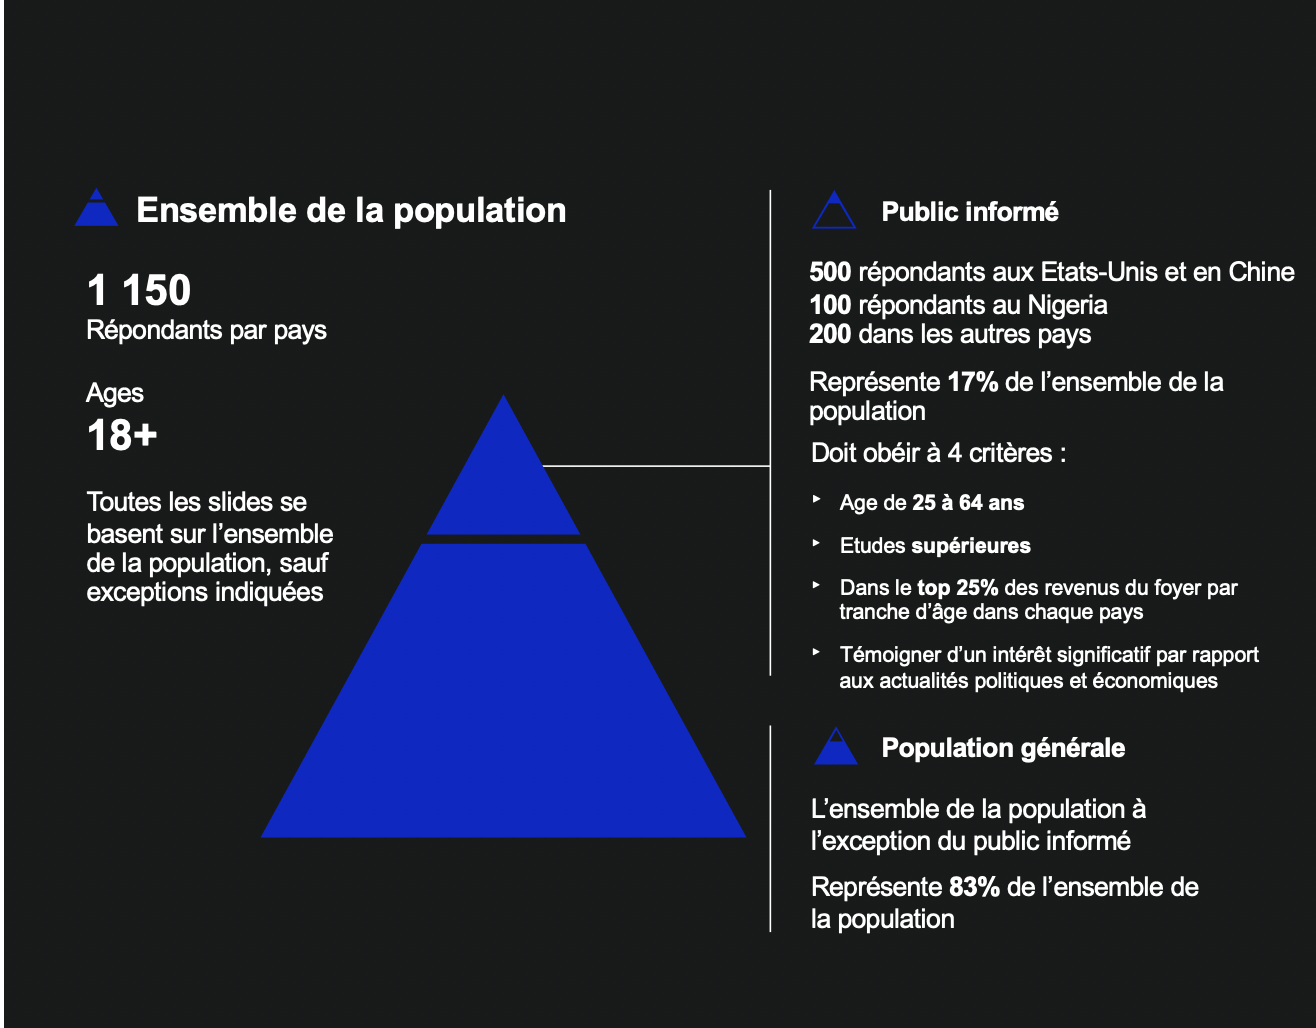 Ensemble de la population
1 150
Répondants par pays
Ages
18+
Toutes les slides se
basent sur l’ensemble
de la population, sauf
exceptions indiquées
Public informé
500 répondants aux Etats-Unis et en Chine
100 répondants au Nigeria
200 dans les autres pays
Représente 17% de l’ensemble de la
population
Doit obéir à 4 critères :
‣ Age de 25 à 64 ans
‣ Etudes supérieures
‣ Dans le top 25% des revenus du foyer par
tranche d’âge dans chaque pays
‣ Témoigner d’un intérêt significatif par rapport
aux actualités politiques et économiques
Population générale
L’ensemble de la population à
l’exception du public informé
Représente 83% de l’ensemble de
la population